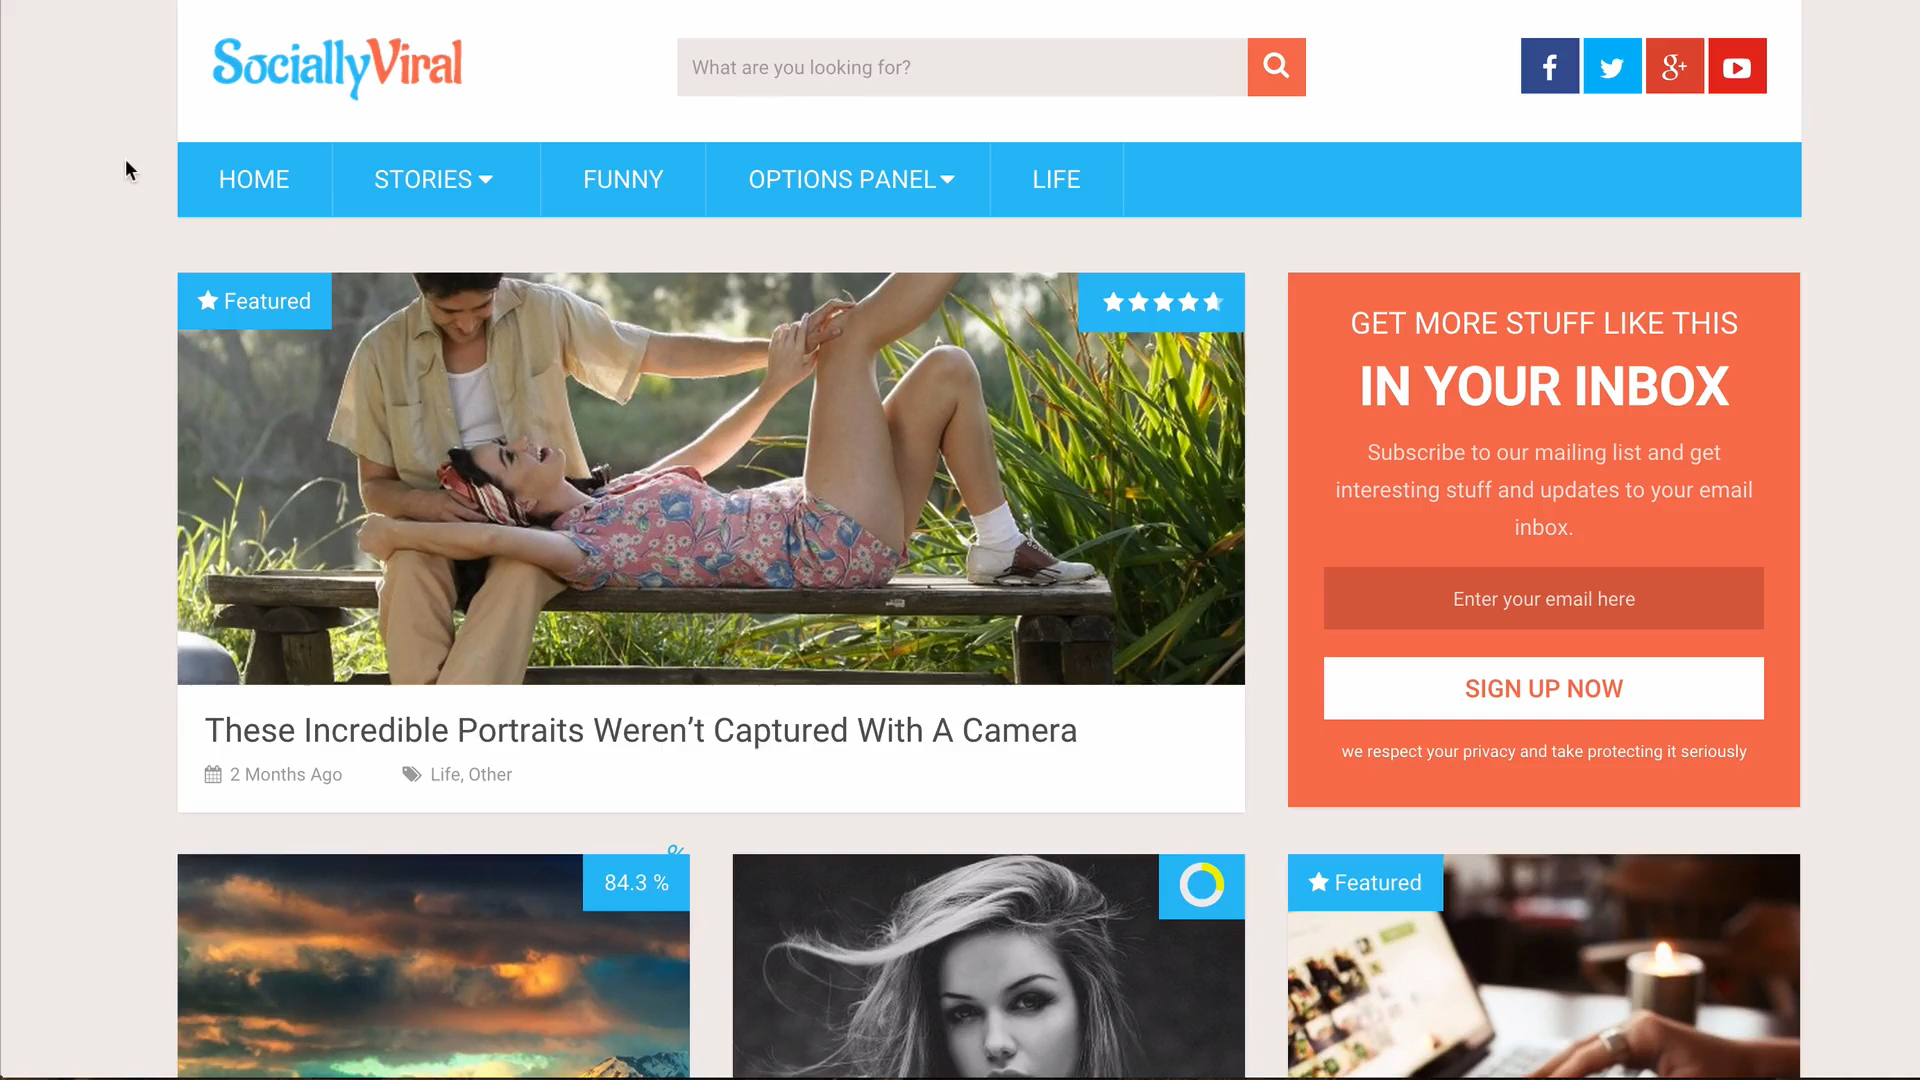 SociallyViral
What are you looking for?
HOME
STORIES
FUNNY
OPTIONS PANEL
LIFE
Featured
These Incredible Portraits Weren’t Captured With A Camera
2 Months Ago
Life, Other
GET MORE STUFF LIKE THIS
IN YOUR INBOX
Subscribe to our mailing list and get
interesting stuff and updates to your email
inbox.
Enter your email here
SIGN UP NOW
we respect your privacy and take protecting it seriously
%
84.3 %
Featured